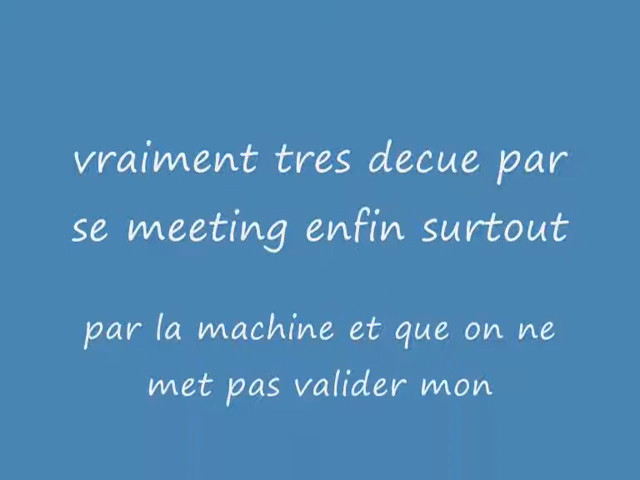 vraiment tres decue par
se meeting enfin surtout
par la machine et que on ne
met pas valider mon